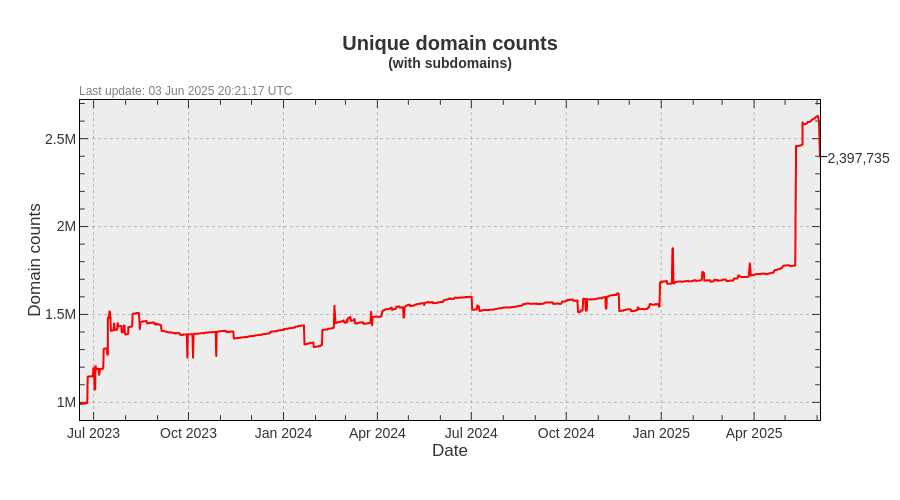 Unique domain counts
(with subdomains)
Last update: 03 Jun 2025 20:21:17 UTC
2.5M
2,397,735
2M
Domain counts
1.5M
1M
Jul 2023 Oct 2023 Jan 2024 Apr 2024 Jul 2024 Oct 2024 Jan 2025 Apr 2025
Date